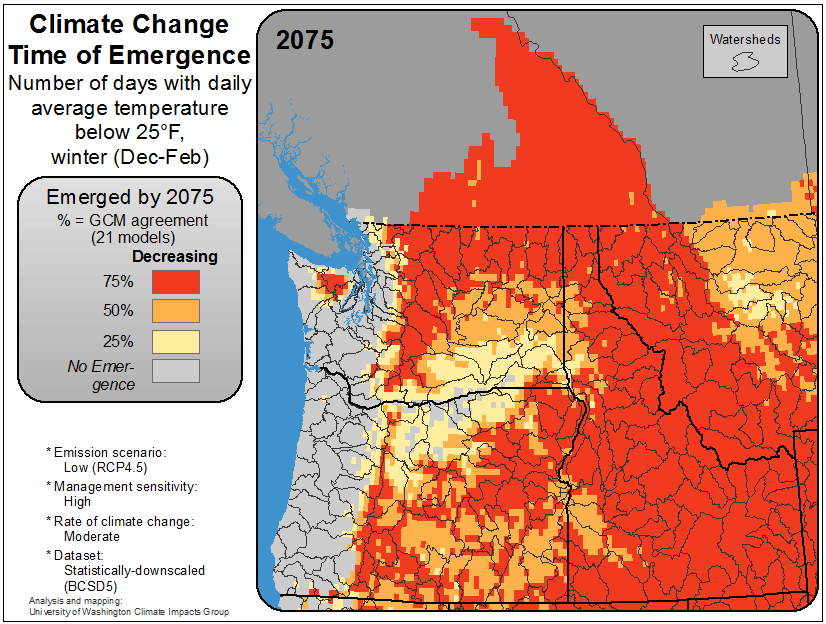 Climate Change
Time of Emergence
Number of days with daily
average temperature
below 25°F,
winter (Dec-Feb)
Emerged by 2075
% = GCM agreement
(21 models)
Decreasing
75%
50%
25%
No Emer-
gence
* Emission scenario:
Low (RCP4.5)
* Management sensitivity:
High
* Rate of climate change:
Moderate
* Dataset:
Statistically-downscaled
(BCSD5)
Analysis and mapping:
University of Washington Climate Impacts Group
2075
Watersheds